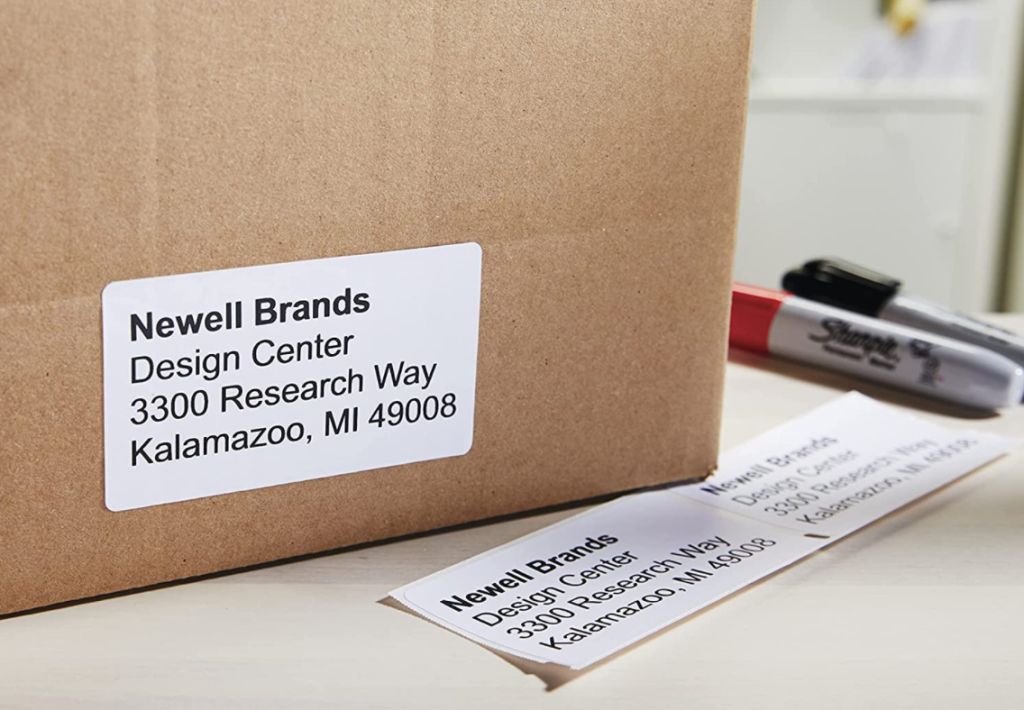 Newell Brands
Design Center
3300 Research Way
Kalamazoo, MI 49008
Sharpie
Newell Brands
Design Center
3300 Research Way
Kalamazoo, MI 49008
Newell Brands
Design Center
3300 Research Way
Kalamazoo, MI 49008